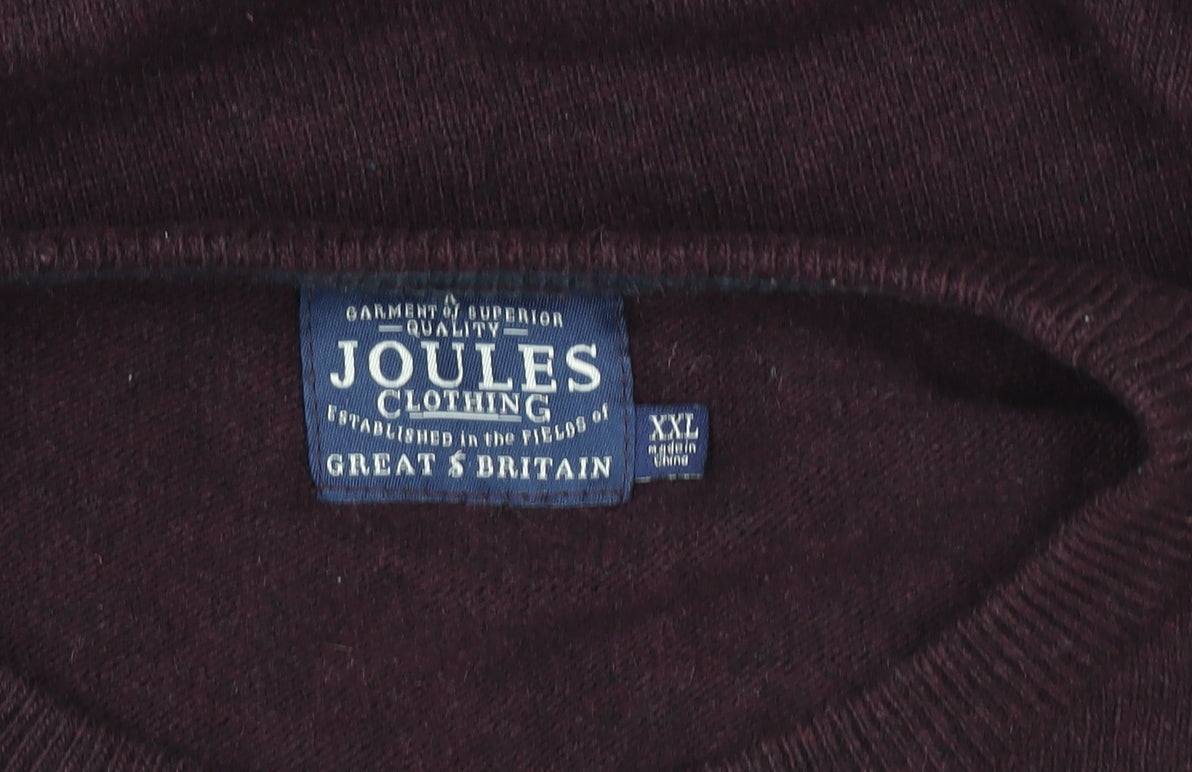 A
GARMENT of SUPERIOR
QUALITY
JOULES
CLOTHING
ESTABLISHED in the FIELDS of
GREAT & BRITAIN
XXL
made in
China